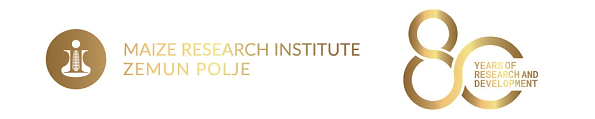 MAIZE RESEARCH INSTITUTE
ZEMUN POLJE
80
YEARS OF
RESEARCH AND
DEVELOPMENT